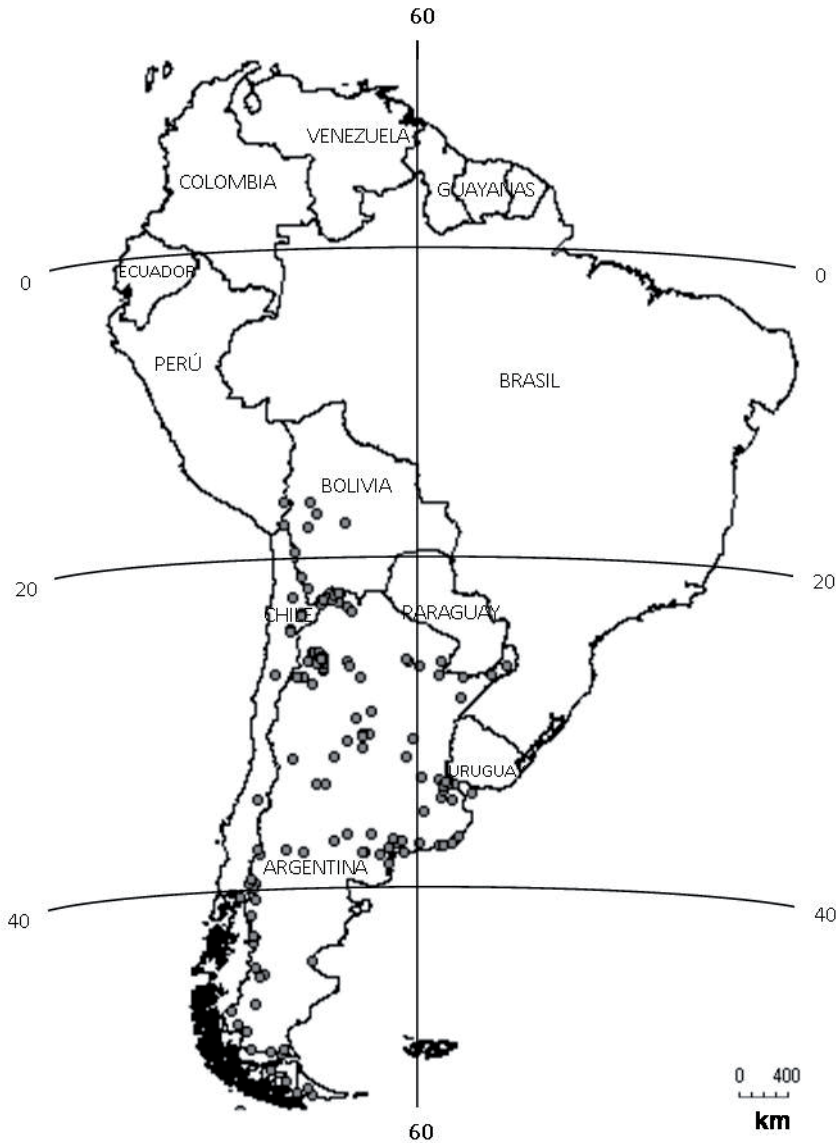 60
VENEZUELA
COLOMBIA
GUAYANAS
ECUADOR
0
0
PERÚ
BRASIL
BOLIVIA
20
20
CHILE
PARAGUAY
URUGUA
ARGENTINA
40
40
0 400
km
60